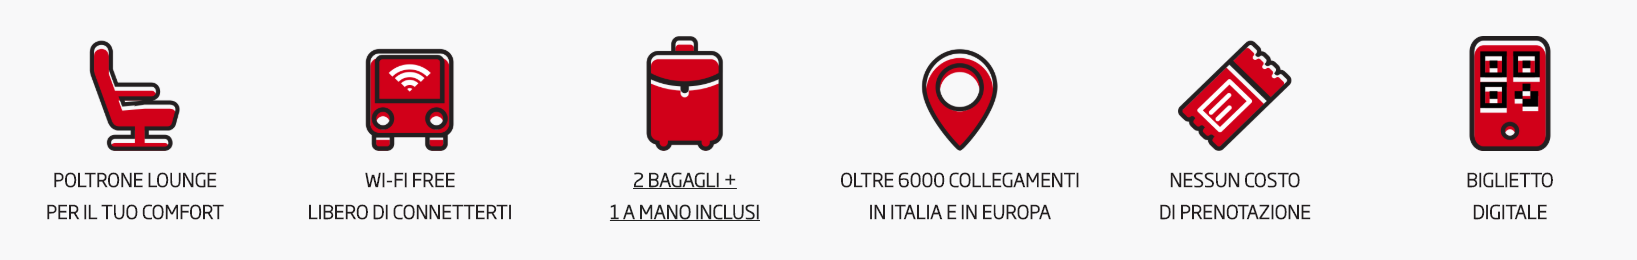 POLTRONE LOUNGE
PER IL TUO COMFORT
WI-FI FREE
LIBERO DI CONNETTERTI
2 BAGAGLI +
1 A MANO INCLUSI
OLTRE 6000 COLLEGAMENTI
IN ITALIA E IN EUROPA
NESSUN COSTO
DI PRENOTAZIONE
BIGLIETTO
DIGITALE